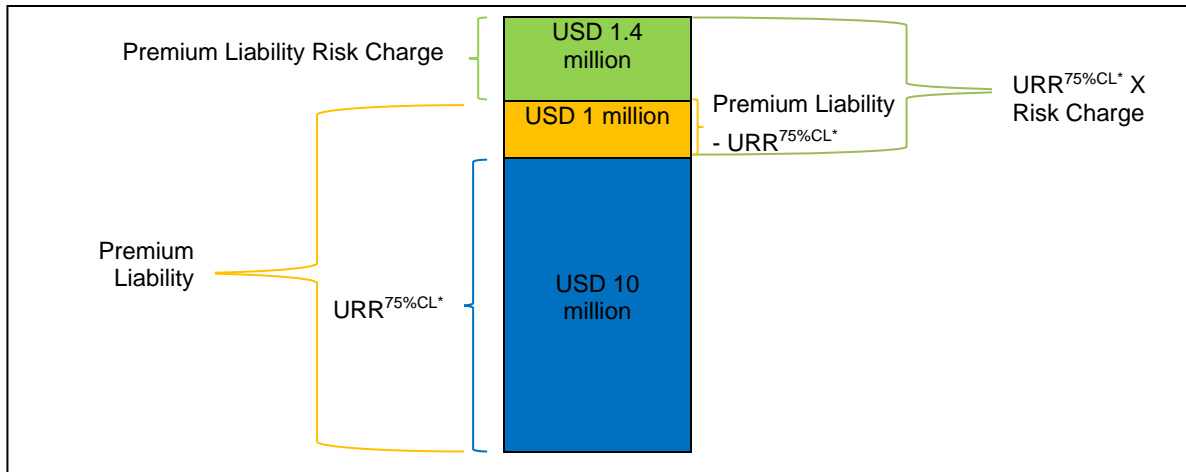 Premium Liability Risk Charge
USD 1.4
million
URR75%CL* X
Risk Charge
USD 1 million
Premium Liability
- URR75%CL*
Premium
Liability
URR75%CL*
USD 10
million